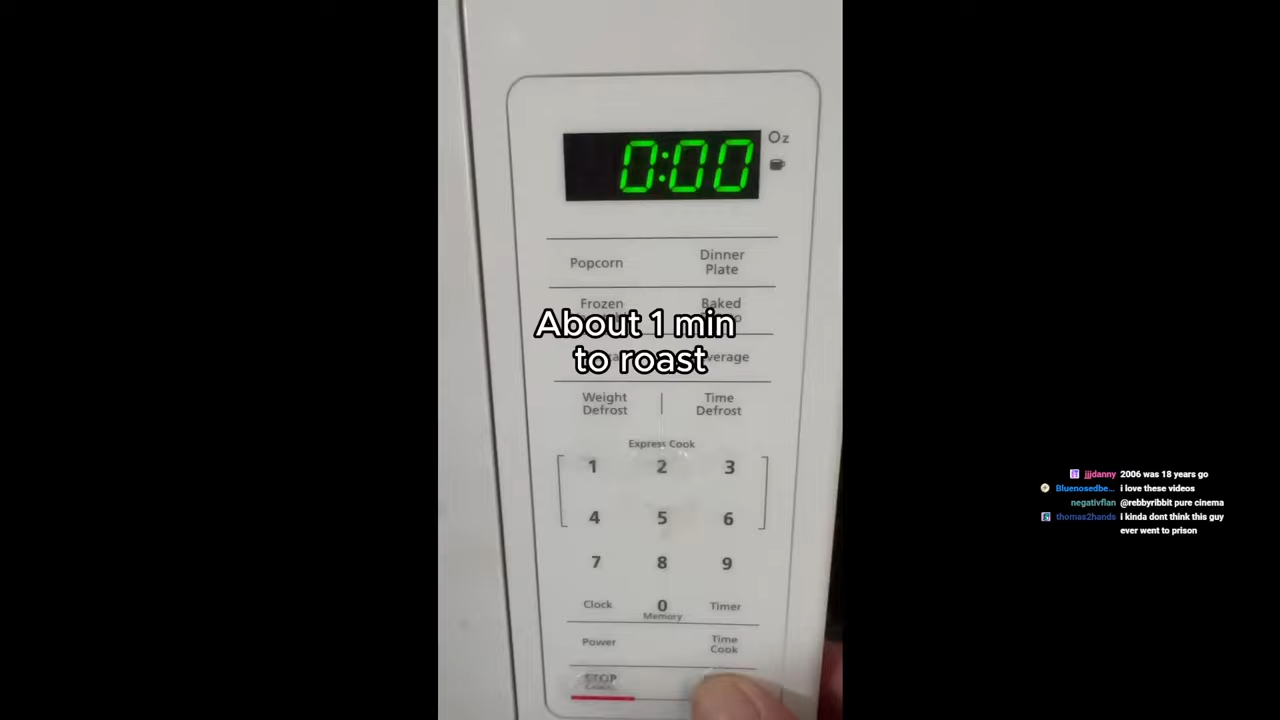 0:00
Oz
Popcorn
Dinner
Plate
Frozen
Baked
About 1 min
to roast
Weight
Defrost
Time
Defrost
Express Cook
1 2 3
4 5 6
7 8 9
Clock
0
Memory
Timer
Power
Time
Cook
STOP
jjjdanny 2006 was 18 years go
Bluenosedbe... i love these videos
negativflan @rebbyribbit pure cinema
thomas2hands i kinda dont think this guy
ever went to prison